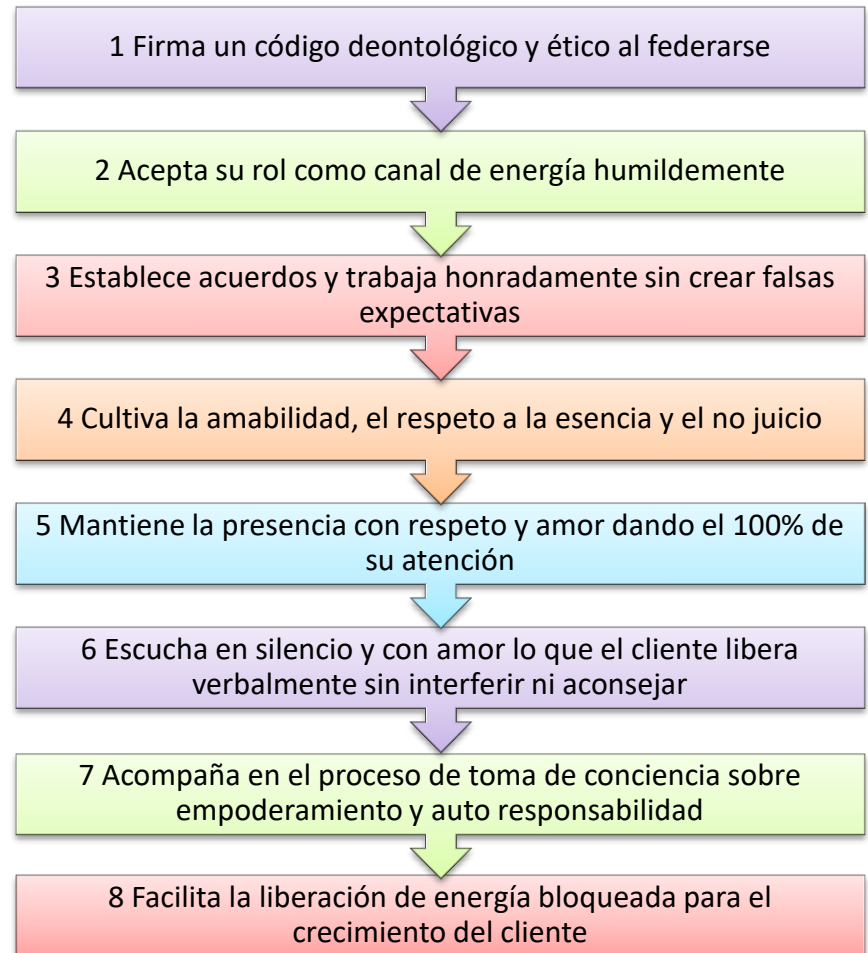 1 Firma un código deontológico y ético al federarse
2 Acepta su rol como canal de energía humildemente
3 Establece acuerdos y trabaja honradamente sin crear falsas
expectativas
4 Cultiva la amabilidad, el respeto a la esencia y el no juicio
5 Mantiene la presencia con respeto y amor dando el 100% de
su atención
6 Escucha en silencio y con amor lo que el cliente libera
verbalmente sin interferir ni aconsejar
7 Acompaña en el proceso de toma de conciencia sobre
empoderamiento y auto responsabilidad
8 Facilita la liberación de energía bloqueada para el
crecimiento del cliente